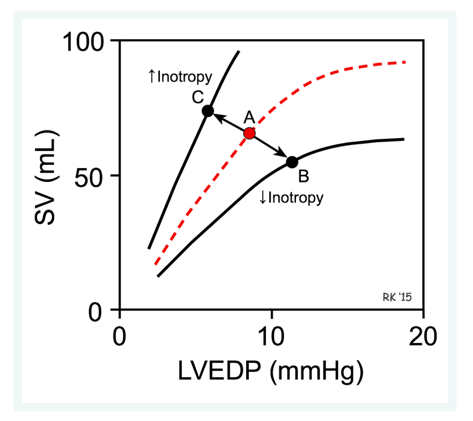 100
↑Inotropy
C
A
SV (mL)
50
B
↓Inotropy
RK '15
0
0
10
20
LVEDP (mmHg)